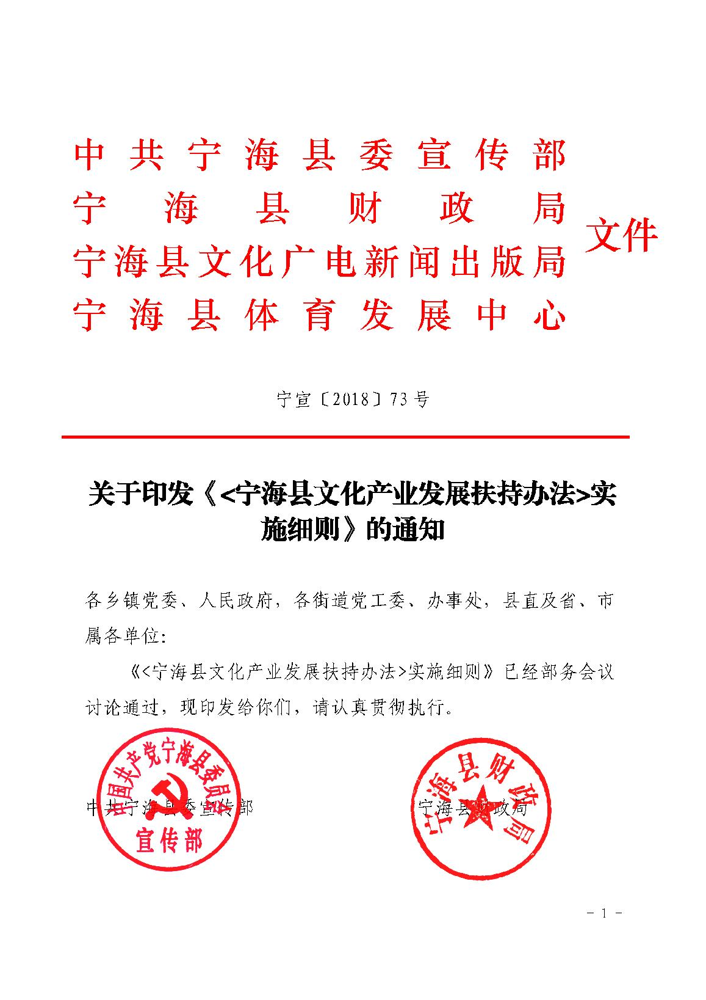 中共宁海县委宣传部
宁海县财政局
宁海县文化广电新闻出版局
宁海县体育发展中心
文件
宁宣〔2018〕73号
关于印发《<宁海县文化产业发展扶持办法>实
施细则》的通知
各乡镇党委、人民政府，各街道党工委、办事处，县直及省、市
属各单位：
《<宁海县文化产业发展扶持办法>实施细则》已经部务会议
讨论通过，现印发给你们，请认真贯彻执行。
中国共产党宁海县委员会
宣传部
中共宁海县委宣传部
宁海县财政局
宁海县财政局
- 1 -